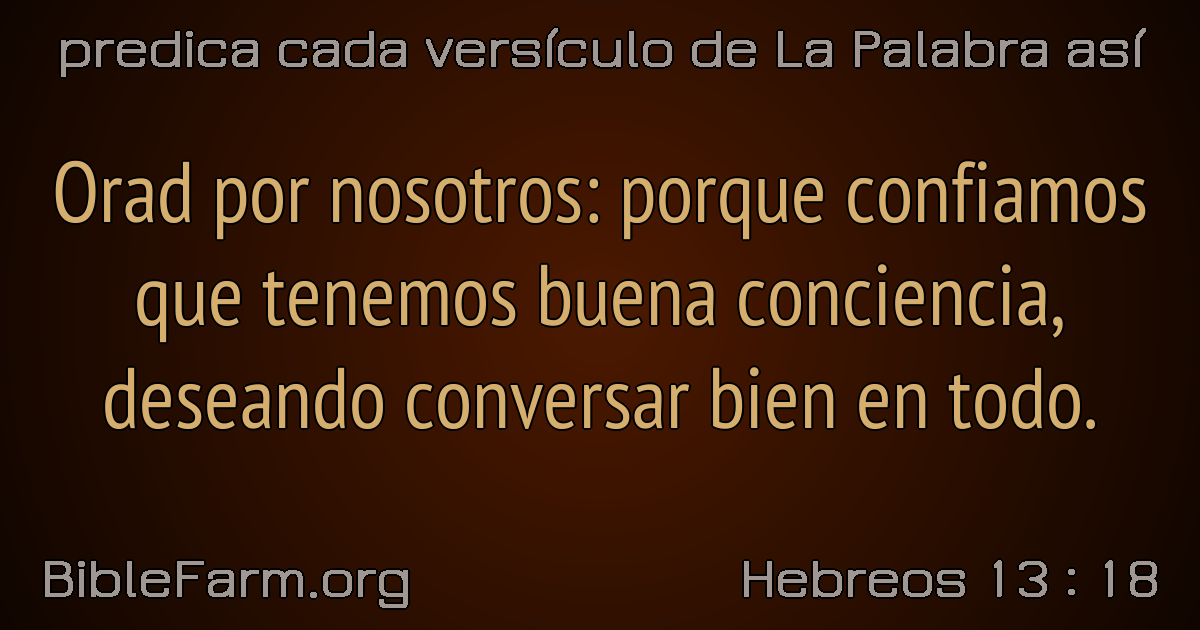 predica cada versículo de La Palabra así
Orad por nosotros: porque confiamos
que tenemos buena conciencia,
deseando conversar bien en todo.
BibleFarm.org
Hebreos 13 : 18